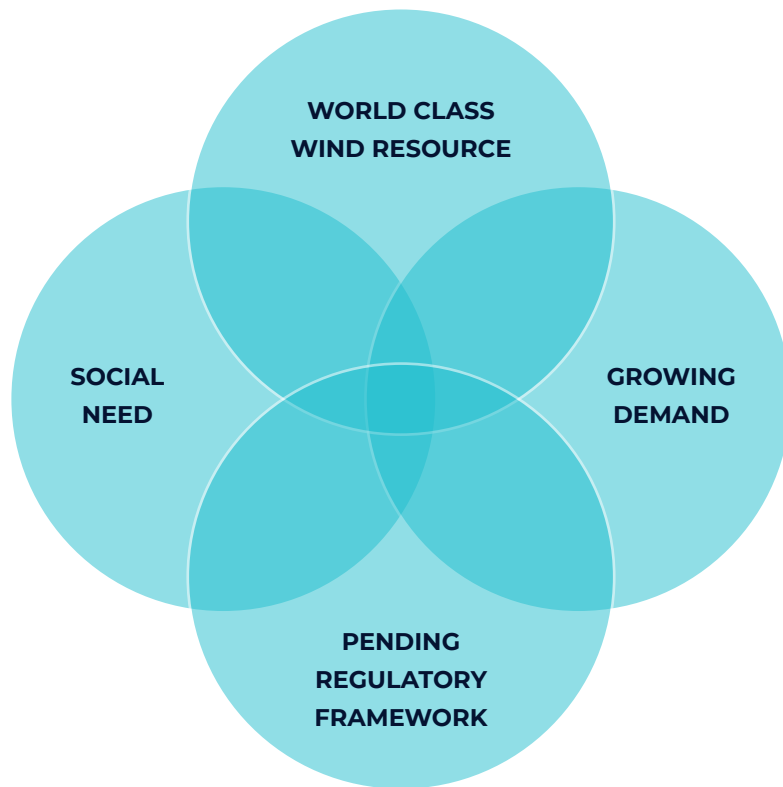 WORLD CLASS
WIND RESOURCE
SOCIAL
NEED
GROWING
DEMAND
PENDING
REGULATORY
FRAMEWORK